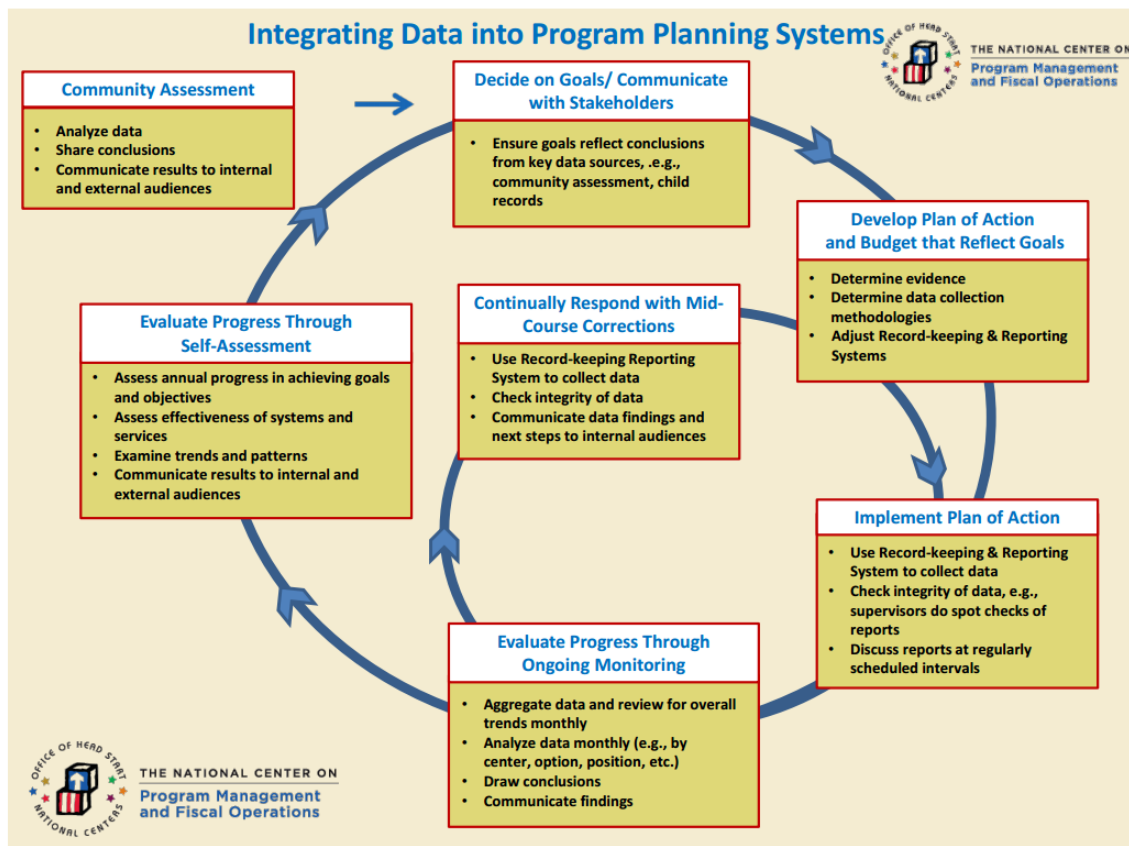 Integrating Data into Program Planning Systems
OFFICE OF HEAD START
NATIONAL CENTERS
THE NATIONAL CENTER ON
Program Management
and Fiscal Operations
Community Assessment
• Analyze data
• Share conclusions
• Communicate results to internal
and external audiences
Decide on Goals/ Communicate
with Stakeholders
• Ensure goals reflect conclusions
from key data sources, .e.g.,
community assessment, child
records
Develop Plan of Action
and Budget that Reflect Goals
• Determine evidence
• Determine data collection
methodologies
• Adjust Record-keeping & Reporting
Systems
Continually Respond with Mid-
Course Corrections
• Use Record-keeping Reporting
System to collect data
• Check integrity of data
• Communicate data findings and
next steps to internal audiences
Evaluate Progress Through
Self-Assessment
• Assess annual progress in achieving goals
and objectives
• Assess effectiveness of systems and
services
• Examine trends and patterns
• Communicate results to internal and
external audiences
Implement Plan of Action
• Use Record-keeping & Reporting
System to collect data
• Check integrity of data, e.g.,
supervisors do spot checks of
reports
• Discuss reports at regularly
scheduled intervals
Evaluate Progress Through
Ongoing Monitoring
• Aggregate data and review for overall
trends monthly
• Analyze data monthly (e.g., by
center, option, position, etc.)
• Draw conclusions
• Communicate findings
OFFICE OF HEAD START
NATIONAL CENTERS
THE NATIONAL CENTER ON
Program Management
and Fiscal Operations